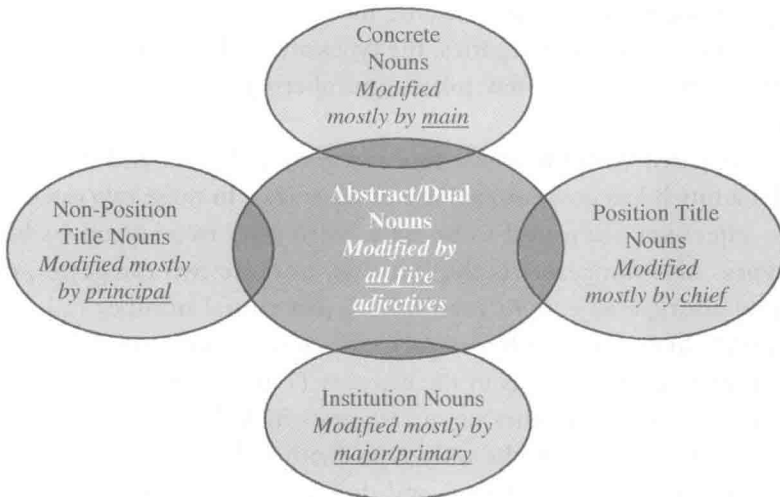 Concrete
Nouns
Modified
mostly by main
Non-Position
Title Nouns
Modified mostly
by principal
Abstract/Dual
Nouns
Modified by
all five
adjectives
Position Title
Nouns
Modified
mostly by chief
Institution Nouns
Modified mostly by
major/primary